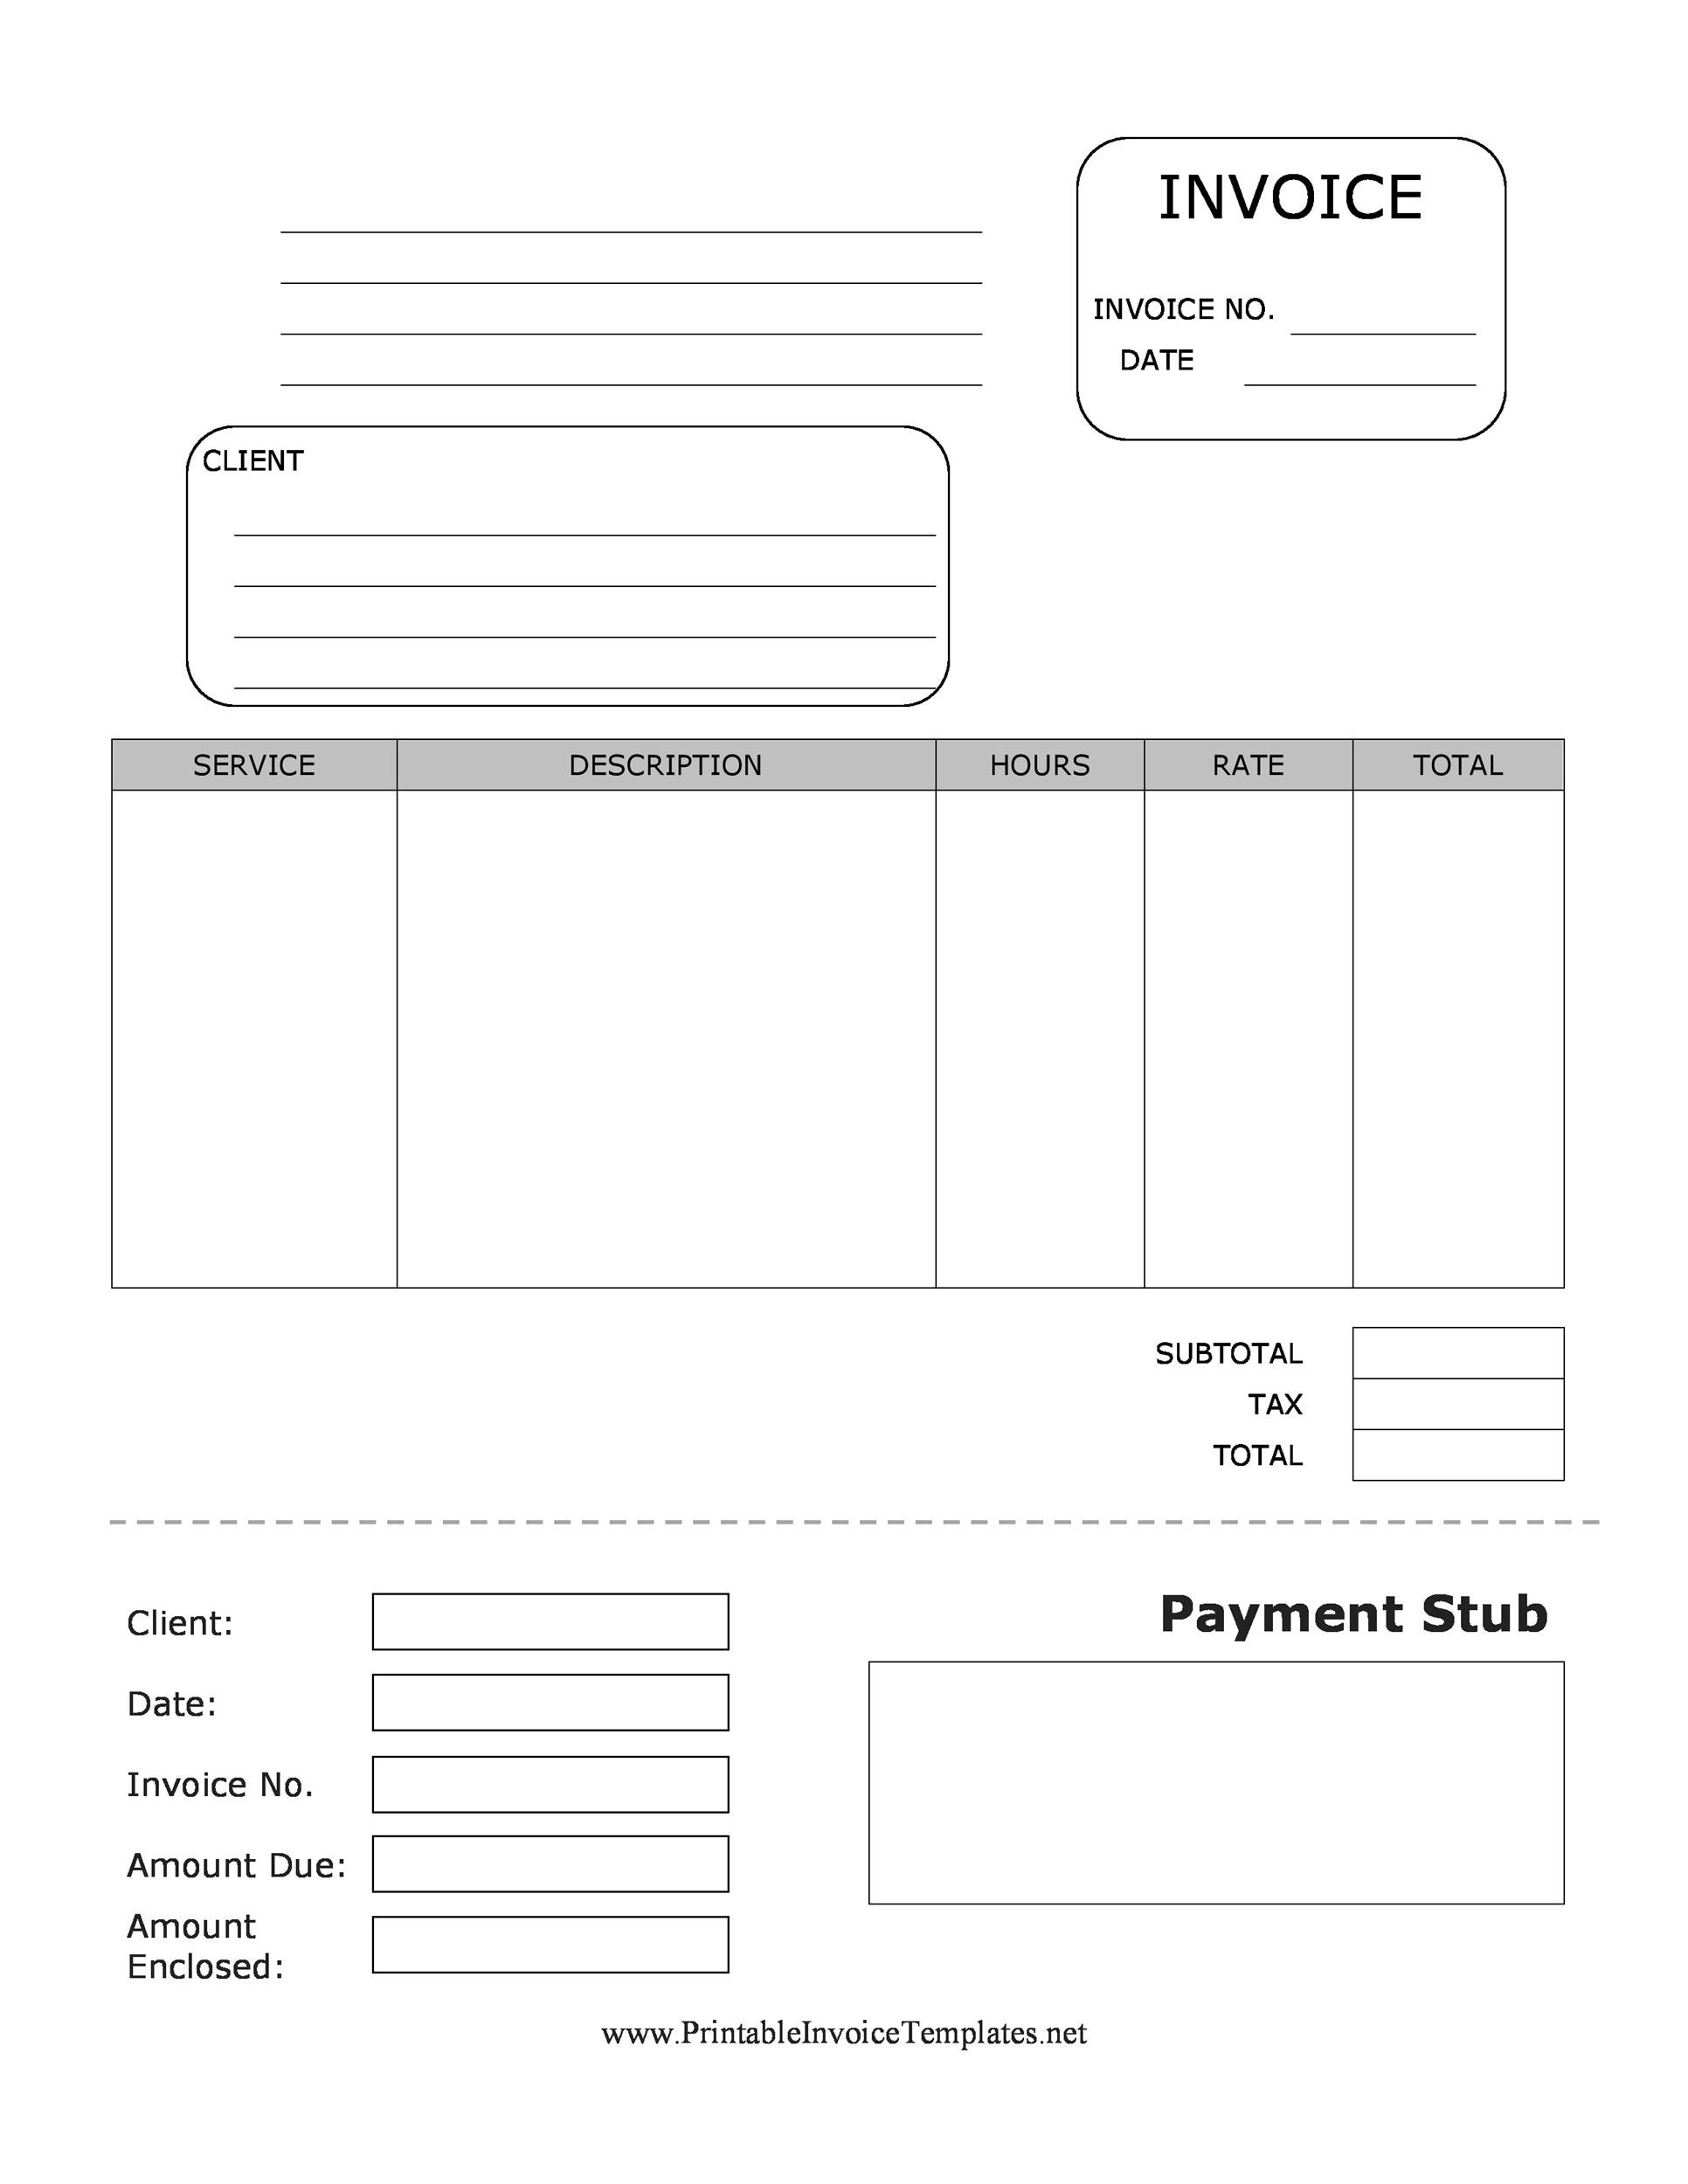 INVOICE
INVOICE NO.
DATE
CLIENT
SERVICE DESCRIPTION HOURS RATE TOTAL
SUBTOTAL
TAX
TOTAL
Payment Stub
Client:
Date:
Invoice No.
Amount Due:
Amount
Enclosed:
www.PrintableInvoiceTemplates.net